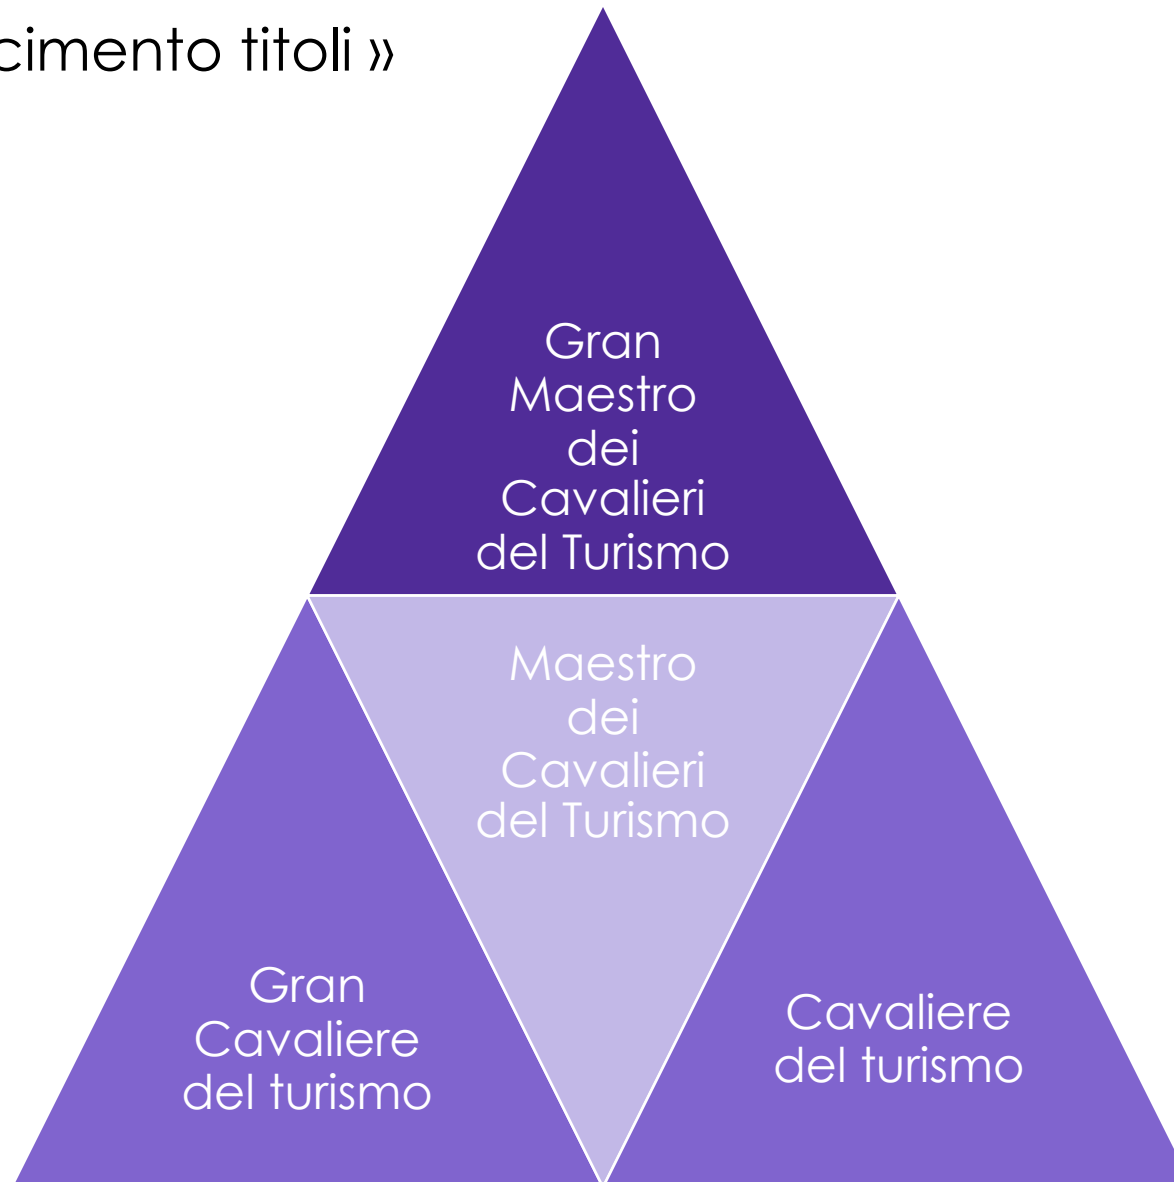 cimento titoli »
Gran
Maestro
dei
Cavalieri
del Turismo
Maestro
dei
Cavalieri
del Turismo
Gran
Cavaliere
del turismo
Cavaliere
del turismo